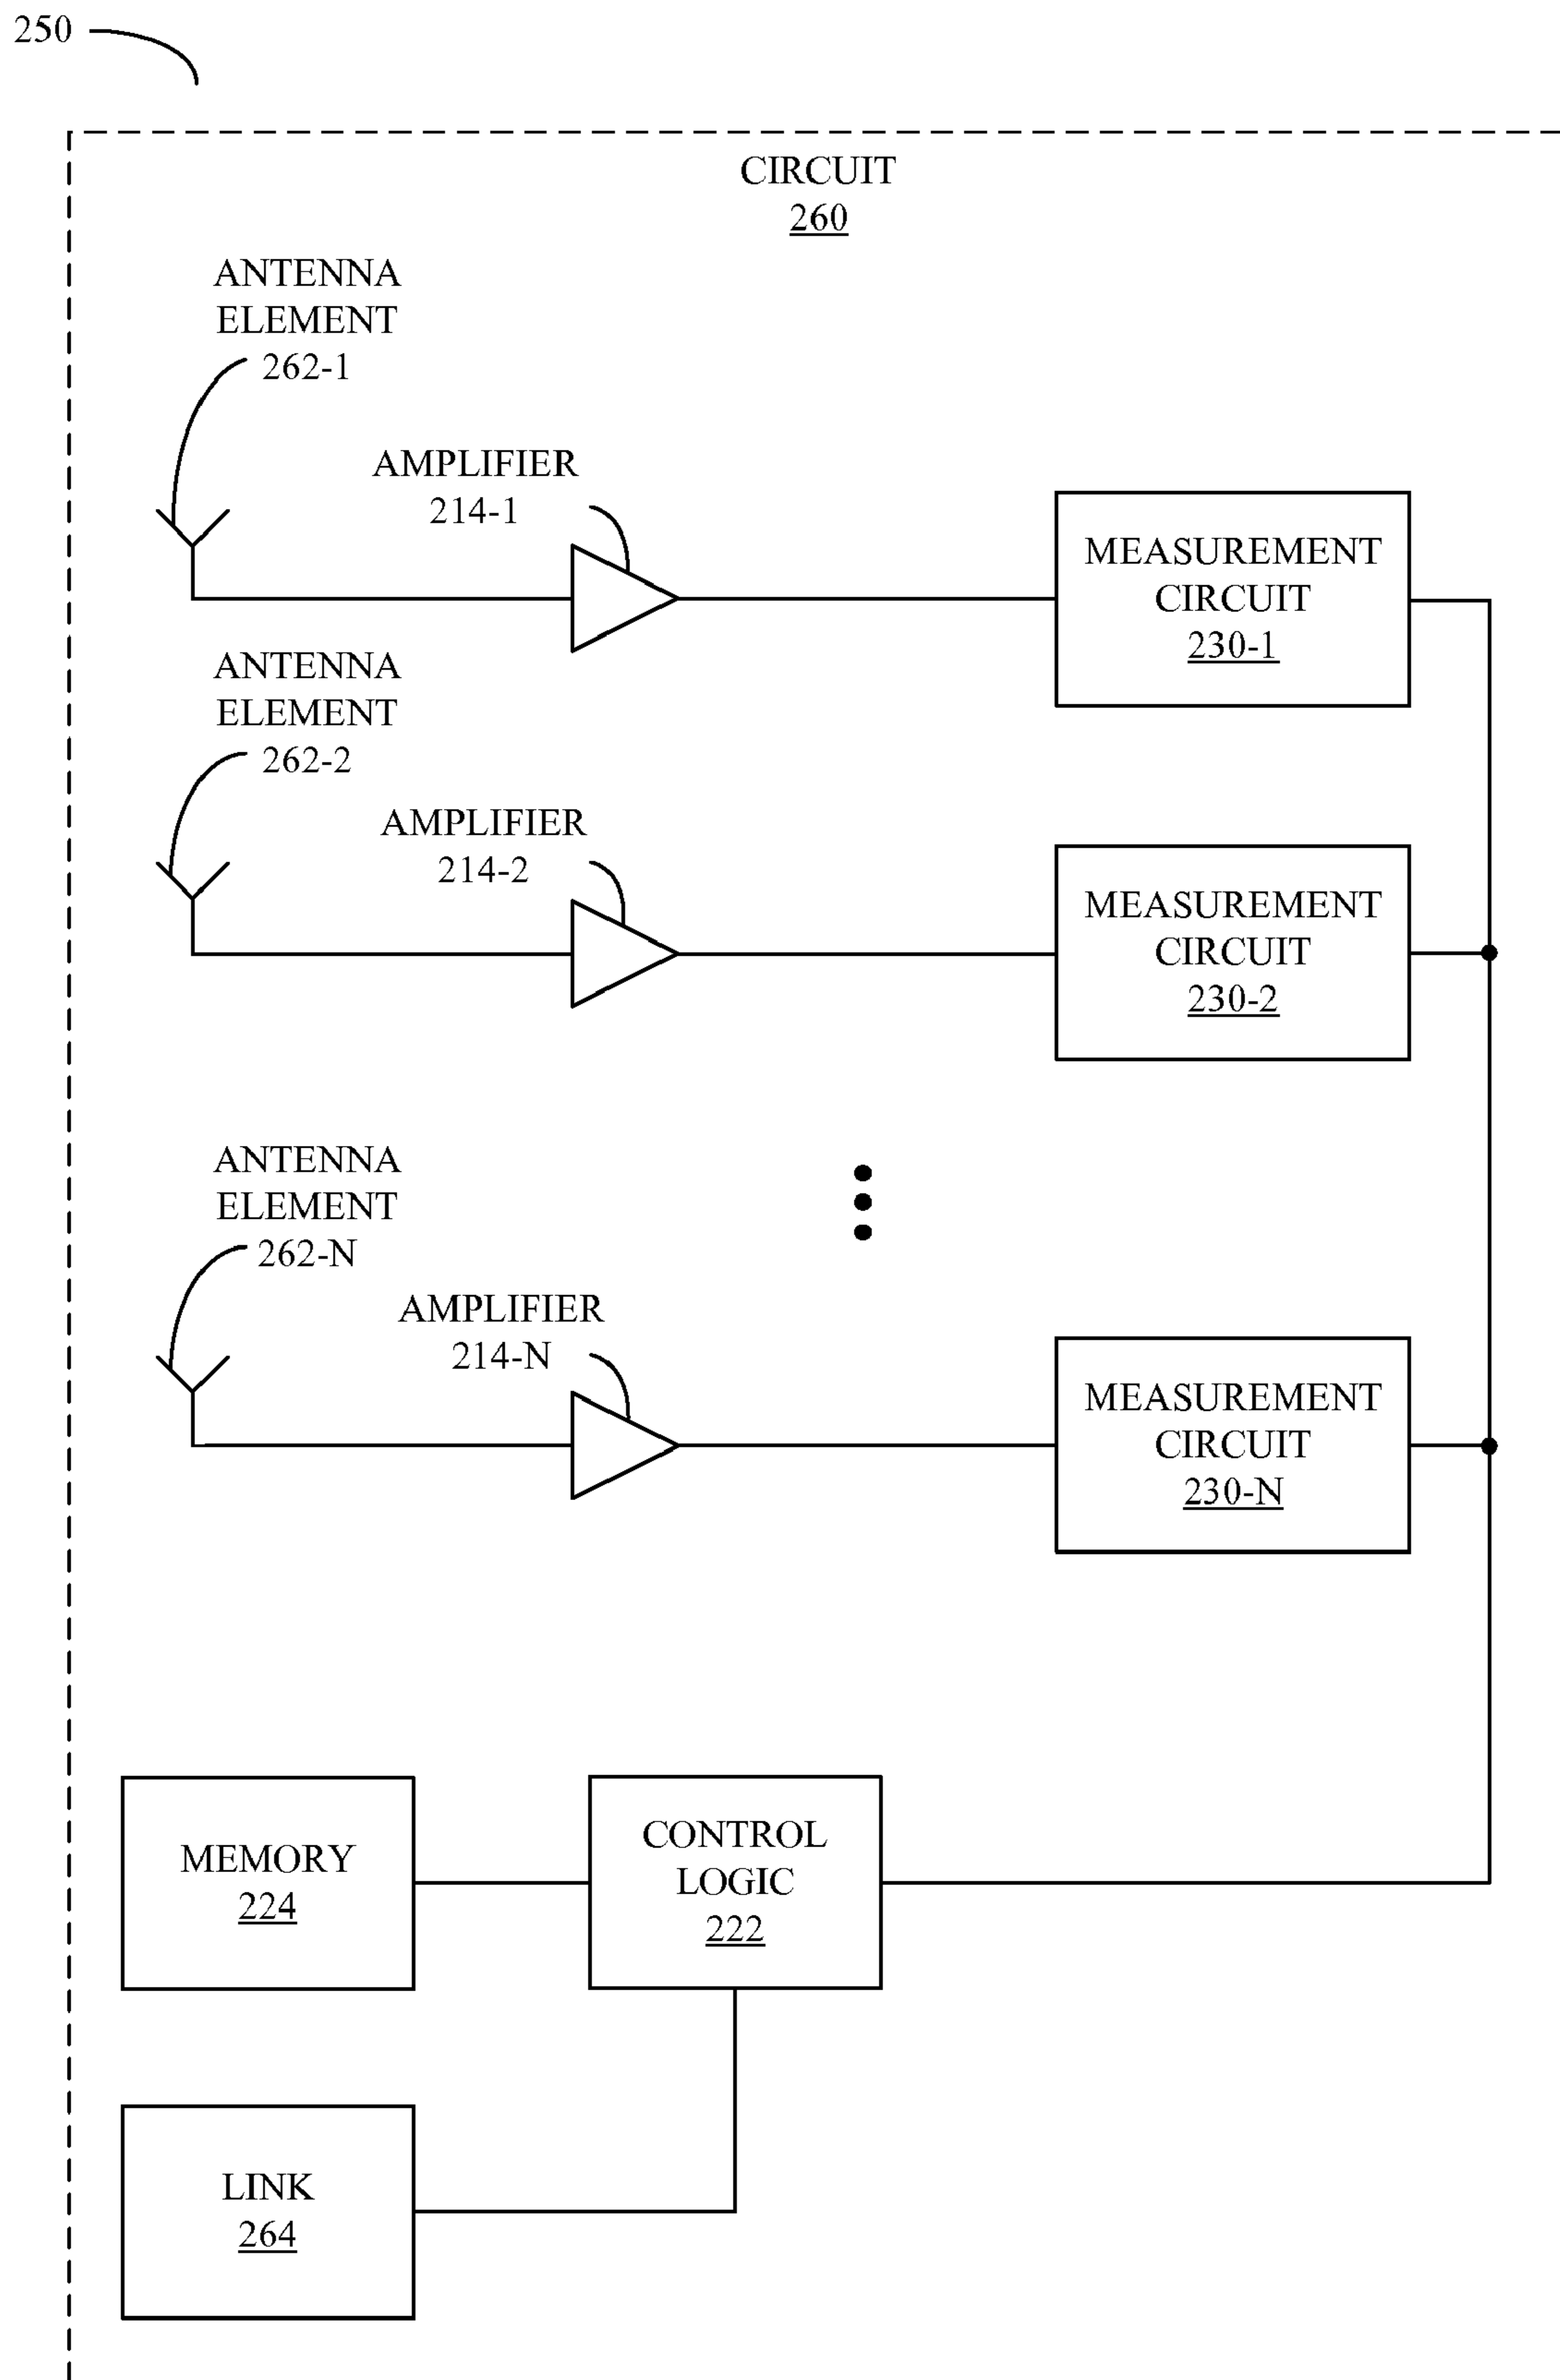 250
CIRCUIT
260
ANTENNA
ELEMENT
262-1
AMPLIFIER
214-1
MEASUREMENT
CIRCUIT
230-1
ANTENNA
ELEMENT
262-2
AMPLIFIER
214-2
MEASUREMENT
CIRCUIT
230-2
ANTENNA
ELEMENT
262-N
AMPLIFIER
214-N
MEASUREMENT
CIRCUIT
230-N
MEMORY
224
CONTROL
LOGIC
222
LINK
264